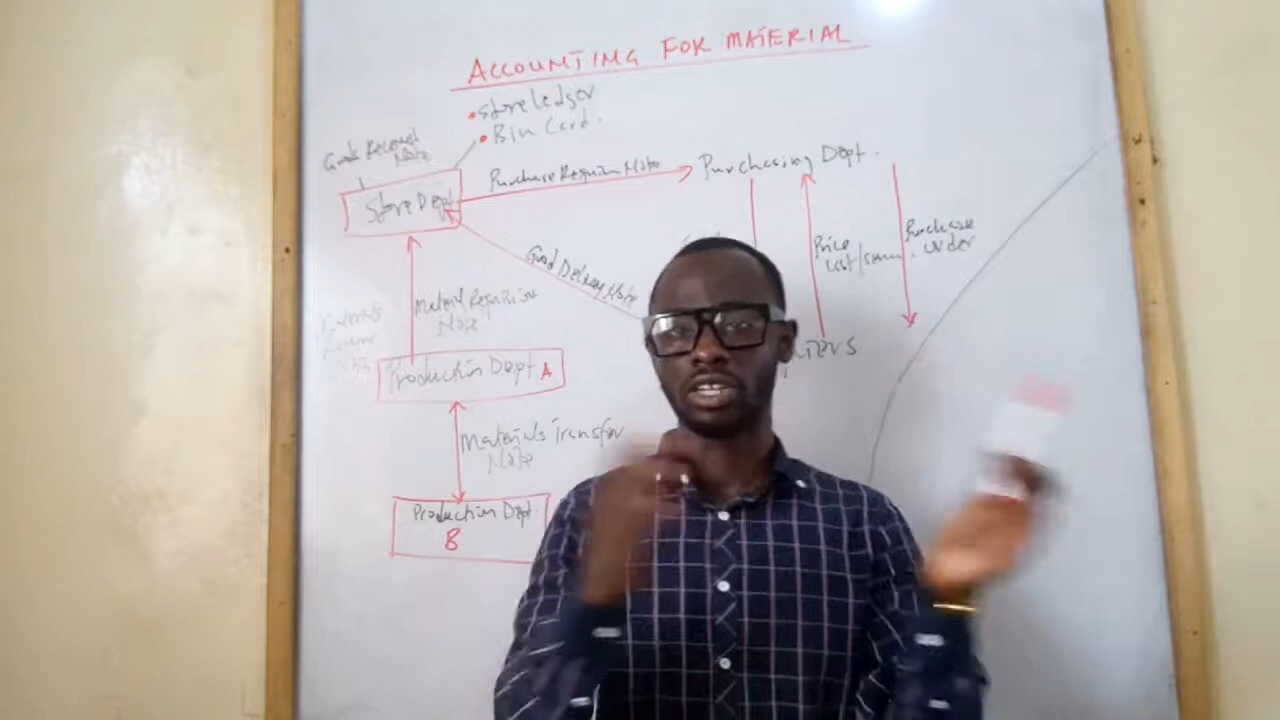 ACCOUNTING FOR MATERIAL
• Store Ledger
• Bin Card.
Goods Received
Note
Store Dept
Purchase Requisition Note
Purchasing Dept.
Good Delivery Note
Price
List/
Purchase
order
Material Requisition
Note
Production Dept A
Materials Transfer
Note
Production Dept.
B